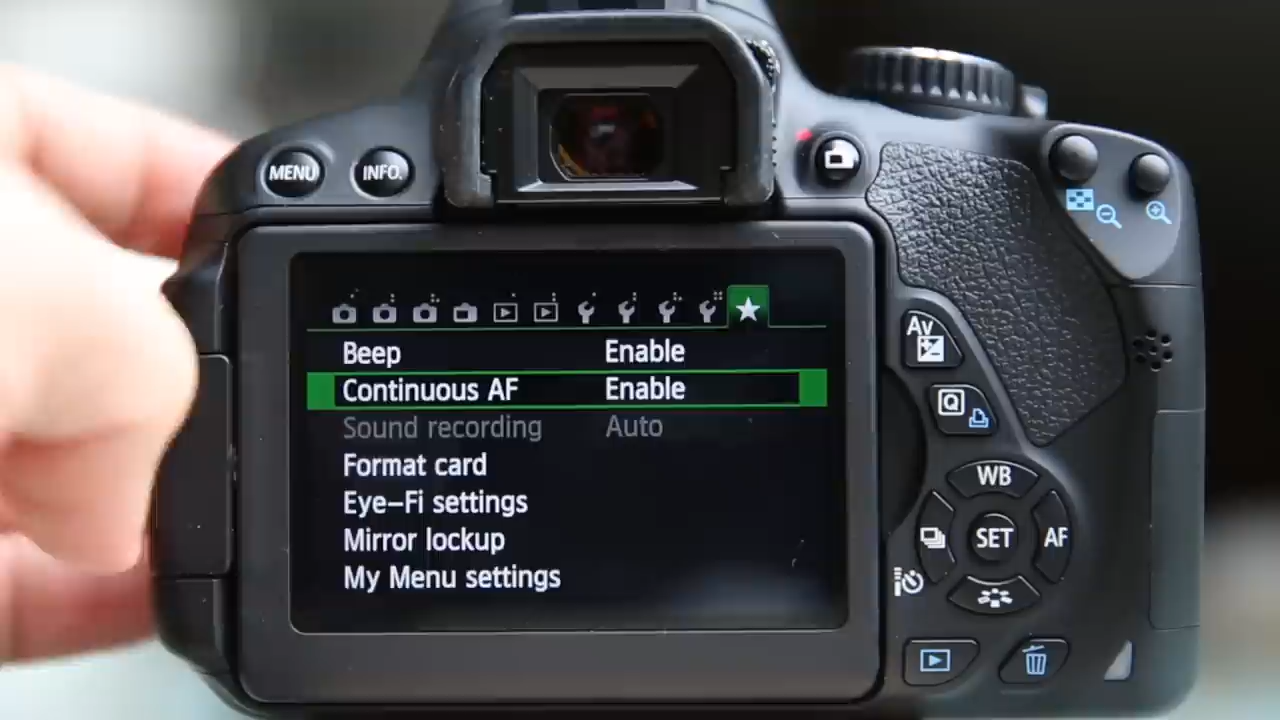 MENU INFO.
Av
Beep Enable
Continuous AF Enable
Q
Sound recording Auto
Format card
WB
Eye-Fi settings
Mirror lockup
SET AF
My Menu settings